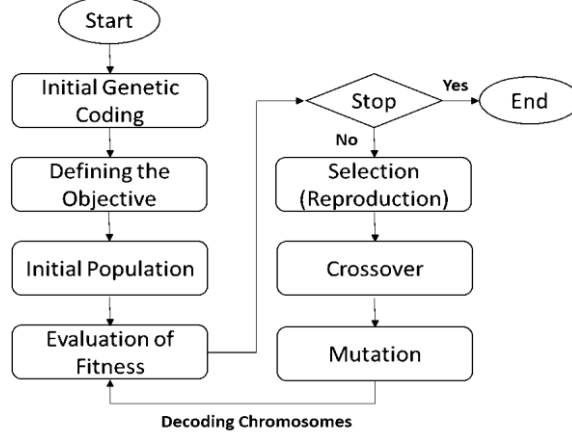 Start
Initial Genetic
Coding
Defining the
Objective
Initial Population
Evaluation of
Fitness
Stop
Yes
End
No
Selection
(Reproduction)
Crossover
Mutation
Decoding Chromosomes